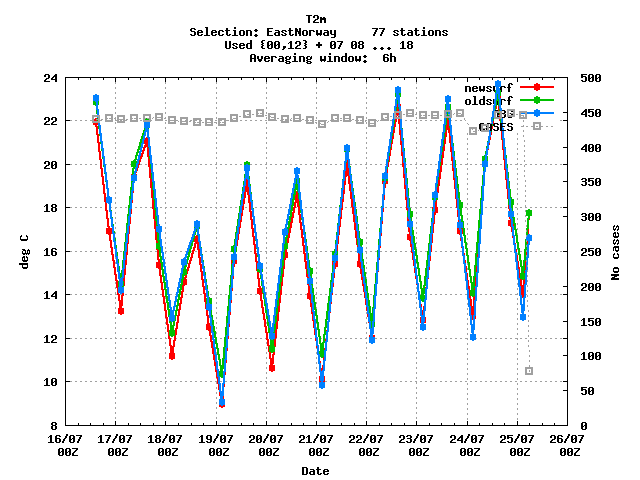 T2m
Selection: EastNorway 77 stations
Used {00,12} + 07 08 ... 18
Averaging window: 6h
24 500
newsurf
oldsurf
22 450
CASES
400
20
350
18 300
deg C No cases
16 250
200
14
150
12
100
10
50
8 0
16/07 17/07 18/07 19/07 20/07 21/07 22/07 23/07 24/07 25/07 26/07
00Z 00Z 00Z 00Z 00Z 00Z 00Z 00Z 00Z 00Z 00Z
Date